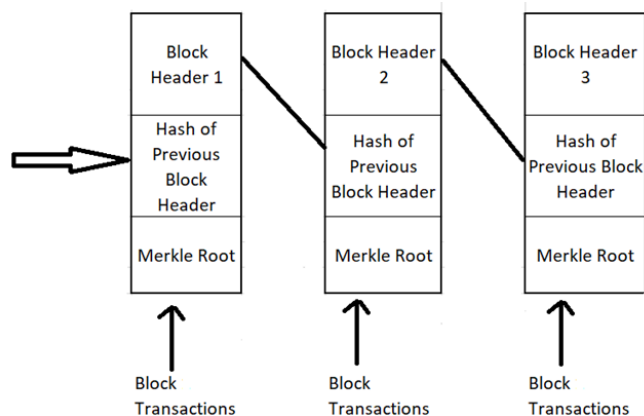 Block
Header 1
Hash of
Previous
Block
Header
Merkle Root
Block
Transactions
Block Header
2
Hash of
Previous
Block Header
Merkle Root
Block
Transactions
Block Header
3
Hash of
Previous Block
Header
Merkle Root
Block
Transactions